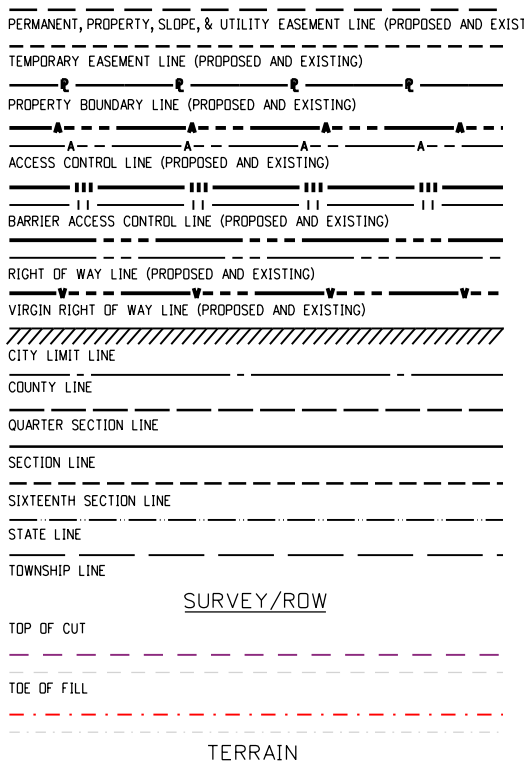 PERMANENT, PROPERTY, SLOPE, & UTILITY EASEMENT LINE (PROPOSED AND EXIST
TEMPORARY EASEMENT LINE (PROPOSED AND EXISTING)
℄ ℄ ℄ ℄
PROPERTY BOUNDARY LINE (PROPOSED AND EXISTING)
A A A A
A A A A
ACCESS CONTROL LINE (PROPOSED AND EXISTING)
BARRIER ACCESS CONTROL LINE (PROPOSED AND EXISTING)
RIGHT OF WAY LINE (PROPOSED AND EXISTING)
V V V V
VIRGIN RIGHT OF WAY LINE (PROPOSED AND EXISTING)
CITY LIMIT LINE
COUNTY LINE
QUARTER SECTION LINE
SECTION LINE
SIXTEENTH SECTION LINE
STATE LINE
TOWNSHIP LINE
SURVEY/ROW
TOP OF CUT
TOE OF FILL
TERRAIN